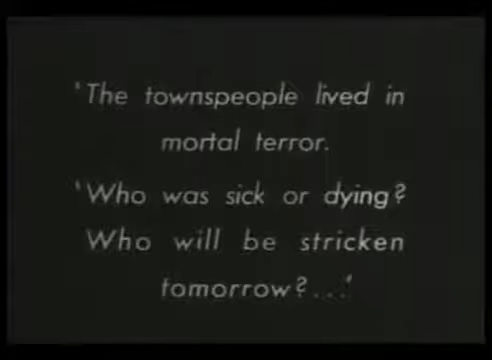 'The townspeople lived in
mortal terror.
'Who was sick or dying?
Who will be stricken
tomorrow?...'